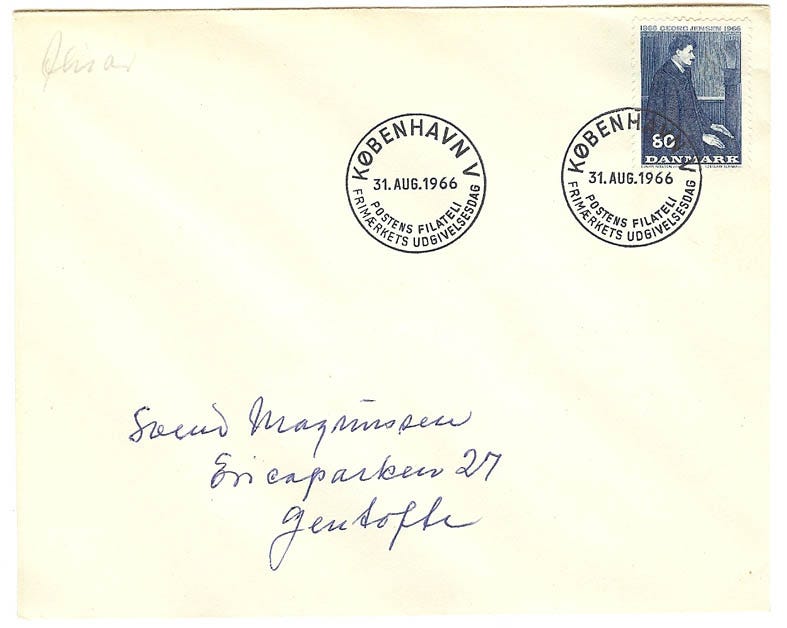 1866 GEORG JENSEN 1966
80
DANMARK
KØBENHAVN V
31.AUG.1966
POSTENS FILATELI
FRIMÆRKETS UDGIVELSESDAG
KØBENHAVN V
31.AUG.1966
POSTENS FILATELI
FRIMÆRKETS UDGIVELSESDAG
Svend Magnussen
Ericaparken 27
Gentofte